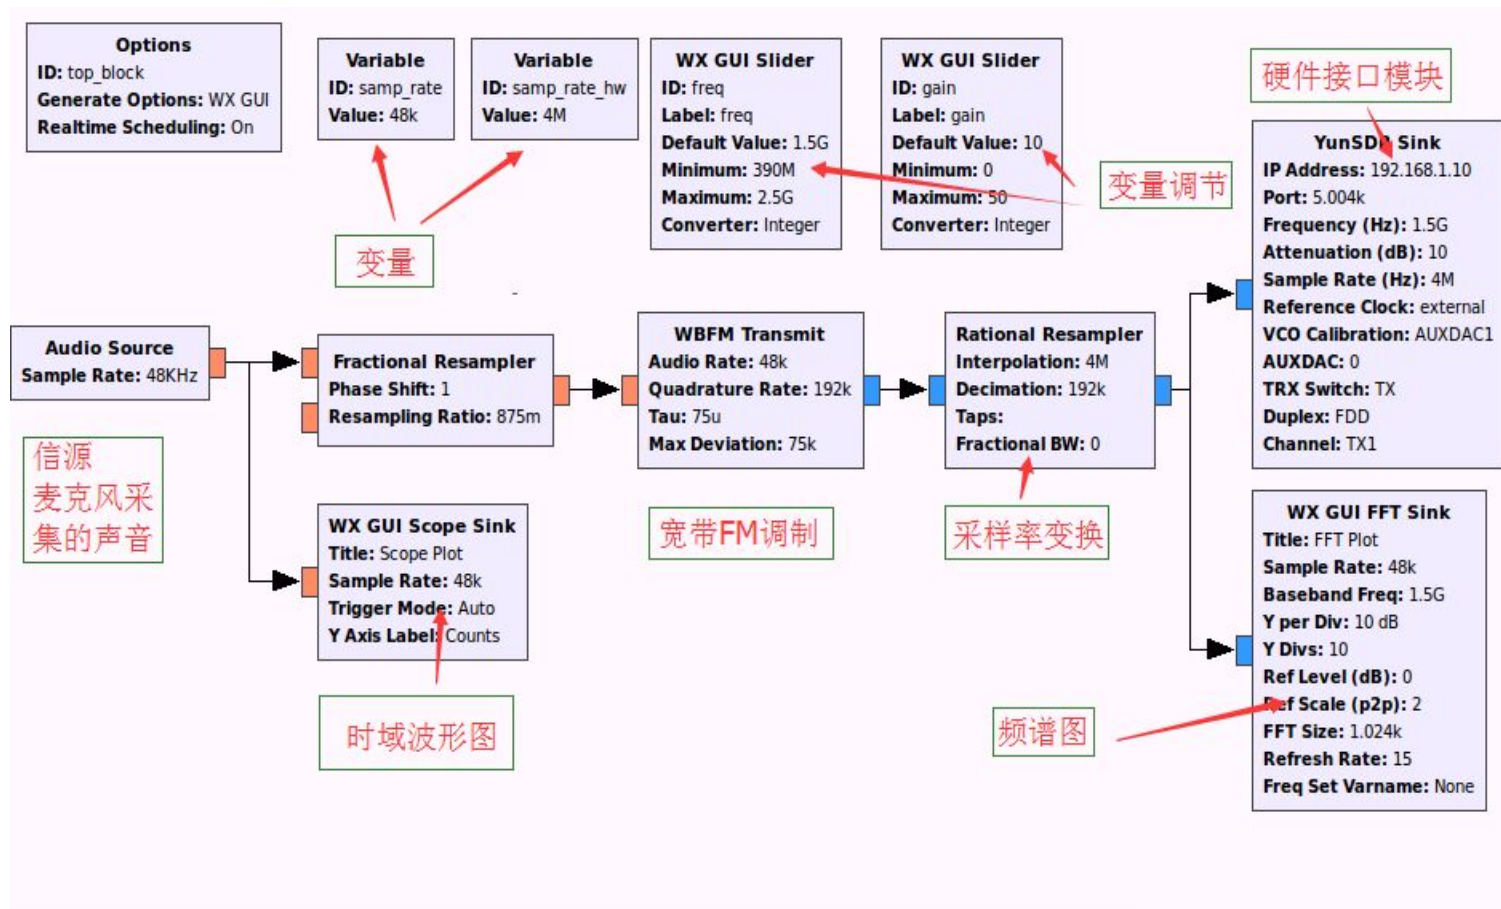 Options
ID: top_block
Generate Options: WX GUI
Realtime Scheduling: On
Variable
ID: samp_rate
Value: 48k
Variable
ID: samp_rate_hw
Value: 4M
WX GUI Slider
ID: freq
Label: freq
Default Value: 1.5G
Minimum: 390M
Maximum: 2.5G
Converter: Integer
WX GUI Slider
ID: gain
Label: gain
Default Value: 10
Minimum: 0
Maximum: 50
Converter: Integer
硬件接口模块
变量调节
变量
YunSDR Sink
IP Address: 192.168.1.10
Port: 5.004k
Frequency (Hz): 1.5G
Attenuation (dB): 10
Sample Rate (Hz): 4M
Reference Clock: external
VCO Calibration: AUXDAC1
AUXDAC: 0
TRX Switch: TX
Duplex: FDD
Channel: TX1
Audio Source
Sample Rate: 48KHz
信源
麦克风采
集的声音
Fractional Resampler
Phase Shift: 1
Resampling Ratio: 875m
WBFM Transmit
Audio Rate: 48k
Quadrature Rate: 192k
Tau: 75u
Max Deviation: 75k
宽带FM调制
Rational Resampler
Interpolation: 4M
Decimation: 192k
Taps:
Fractional BW: 0
采样率变换
WX GUI Scope Sink
Title: Scope Plot
Sample Rate: 48k
Trigger Mode: Auto
Y Axis Label: Counts
时域波形图
WX GUI FFT Sink
Title: FFT Plot
Sample Rate: 48k
Baseband Freq: 1.5G
Y per Div: 10 dB
Y Divs: 10
Ref Level (dB): 0
Ref Scale (p2p): 2
FFT Size: 1.024k
Refresh Rate: 15
Freq Set Varname: None
频谱图